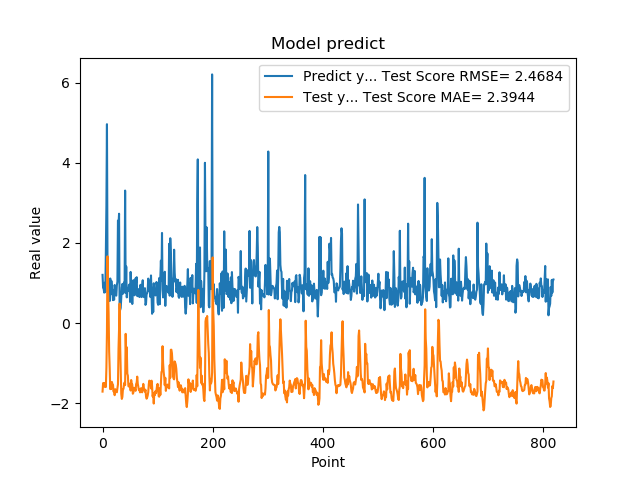 Model predict
Predict y... Test Score RMSE= 2.4684
Test y... Test Score MAE= 2.3944
Real value
6
4
2
0
−2
0 200 400 600 800
Point